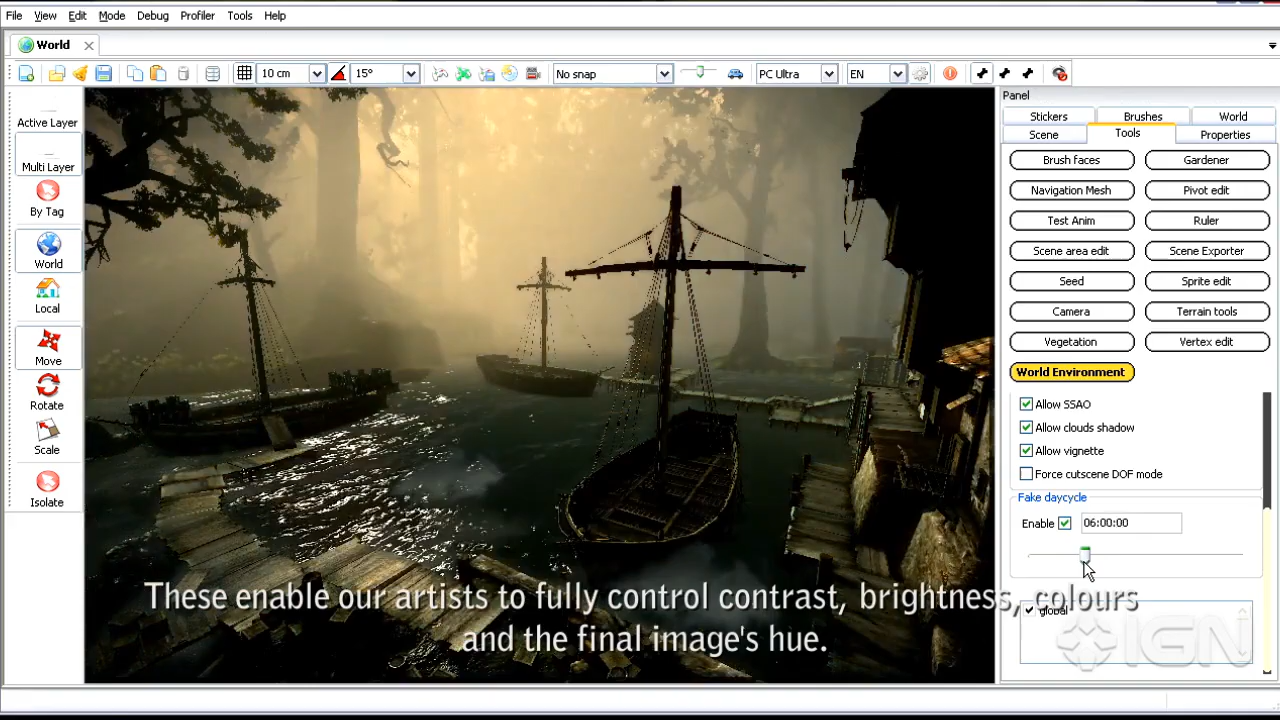 File View Edit Mode Debug Profiler Tools Help
World
10 cm 15° No snap PC Ultra EN
Panel
Active Layer
Multi Layer
By Tag
World
Local
Move
Rotate
Scale
Isolate
Stickers Brushes World
Scene Tools Properties
Brush faces Gardener
Navigation Mesh Pivot edit
Test Anim Ruler
Scene area edit Scene Exporter
Seed Sprite edit
Camera Terrain tools
Vegetation Vertex edit
World Environment
Allow SSAO
Allow clouds shadow
Allow vignette
Force cutscene DOF mode
Fake daycycle
Enable 06:00:00
global
These enable our artists to fully control contrast, brightness, colours
and the final image's hue.
IGN